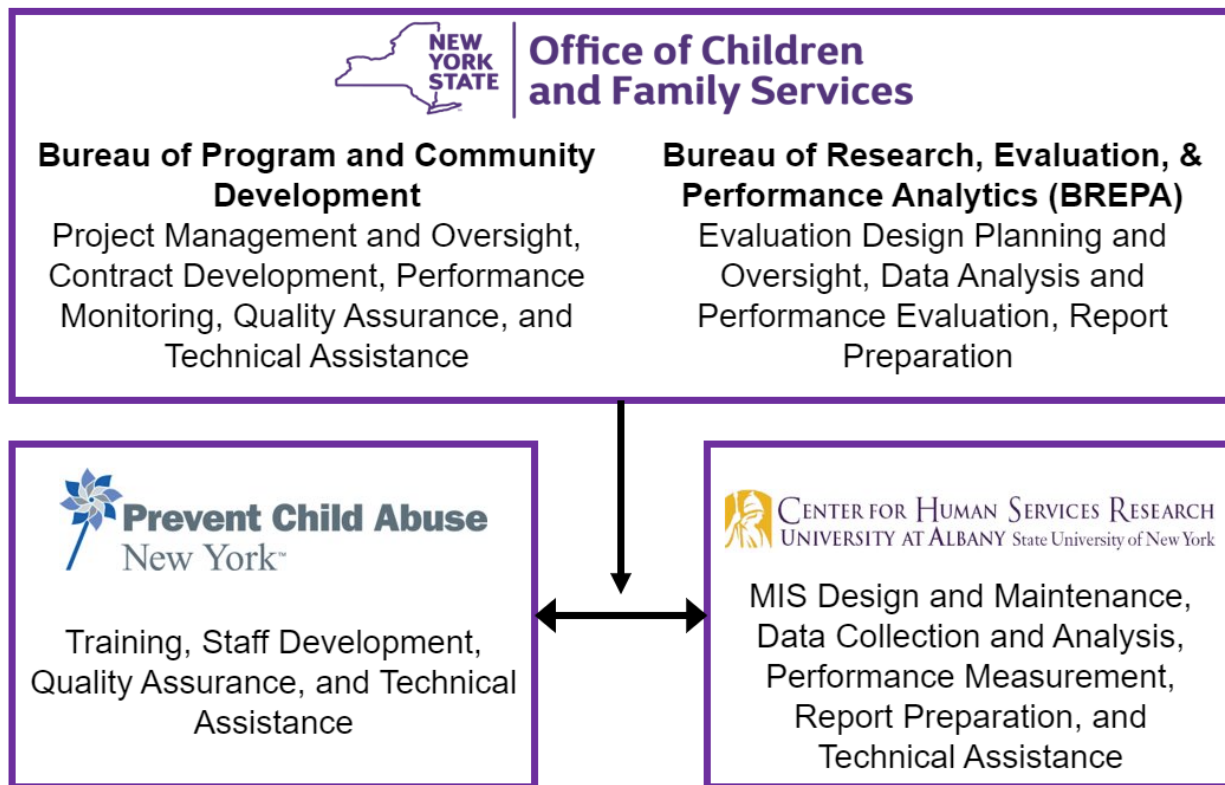 NEW
YORK
STATE
Office of Children
and Family Services
Bureau of Program and Community
Development
Project Management and Oversight,
Contract Development, Performance
Monitoring, Quality Assurance, and
Technical Assistance
Bureau of Research, Evaluation, &
Performance Analytics (BREPA)
Evaluation Design Planning and
Oversight, Data Analysis and
Performance Evaluation, Report
Preparation
Prevent Child Abuse
New York™
Training, Staff Development,
Quality Assurance, and Technical
Assistance
CENTER FOR HUMAN SERVICES RESEARCH
UNIVERSITY AT ALBANY State University of New York
MIS Design and Maintenance,
Data Collection and Analysis,
Performance Measurement,
Report Preparation, and
Technical Assistance